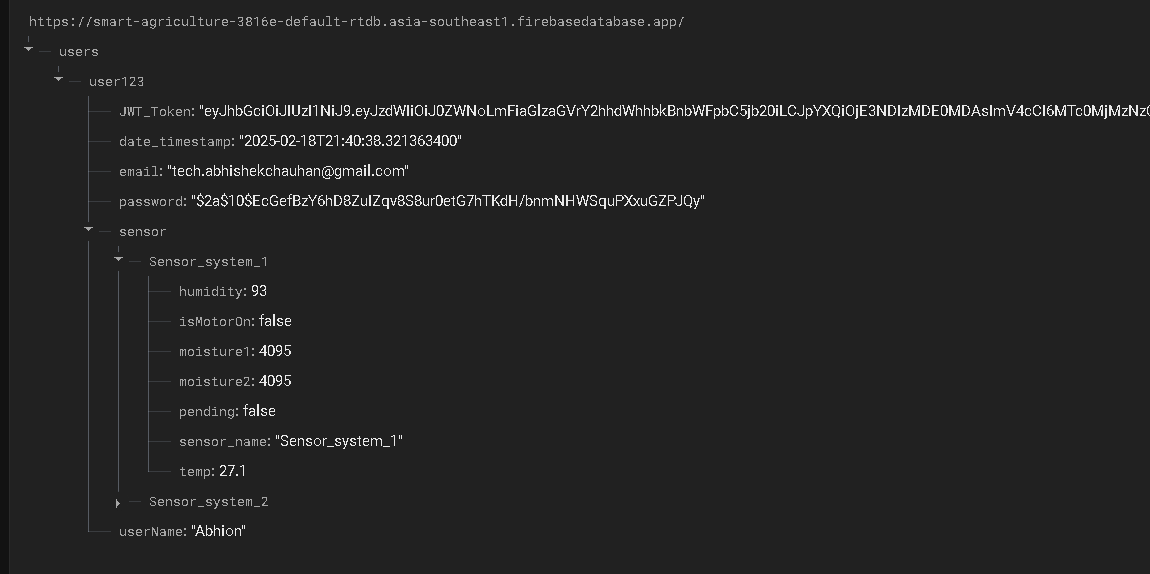 https://smart-agriculture-3816e-default-rtdb.asia-southeast1.firebasedatabase.app/
users
user123
JWT_Token: "eyJhbGciOiJIUzI1NiJ9.eyJzdWIiOiJ0ZWNoLmFiaGlzaGVrY2hhdWhhbkBnbWFpbC5jb20iLCJpYXQiOjE3NDIzMDE0MDAsImV4cCI6MTc0MjMzNz
date_timestamp: "2025-02-18T21:40:38.321363400"
email: "tech.abhishekchauhan@gmail.com"
password: "$2a$10$EcGefBzY6hD8ZuIZqv8S8ur0etG7hTKdH/bnmNHWSquPXxuGZPJQy"
sensor
Sensor_system_1
humidity: 93
isMotorOn: false
moisture1: 4095
moisture2: 4095
pending: false
sensor_name: "Sensor_system_1"
temp: 27.1
Sensor_system_2
userName: "Abhion"